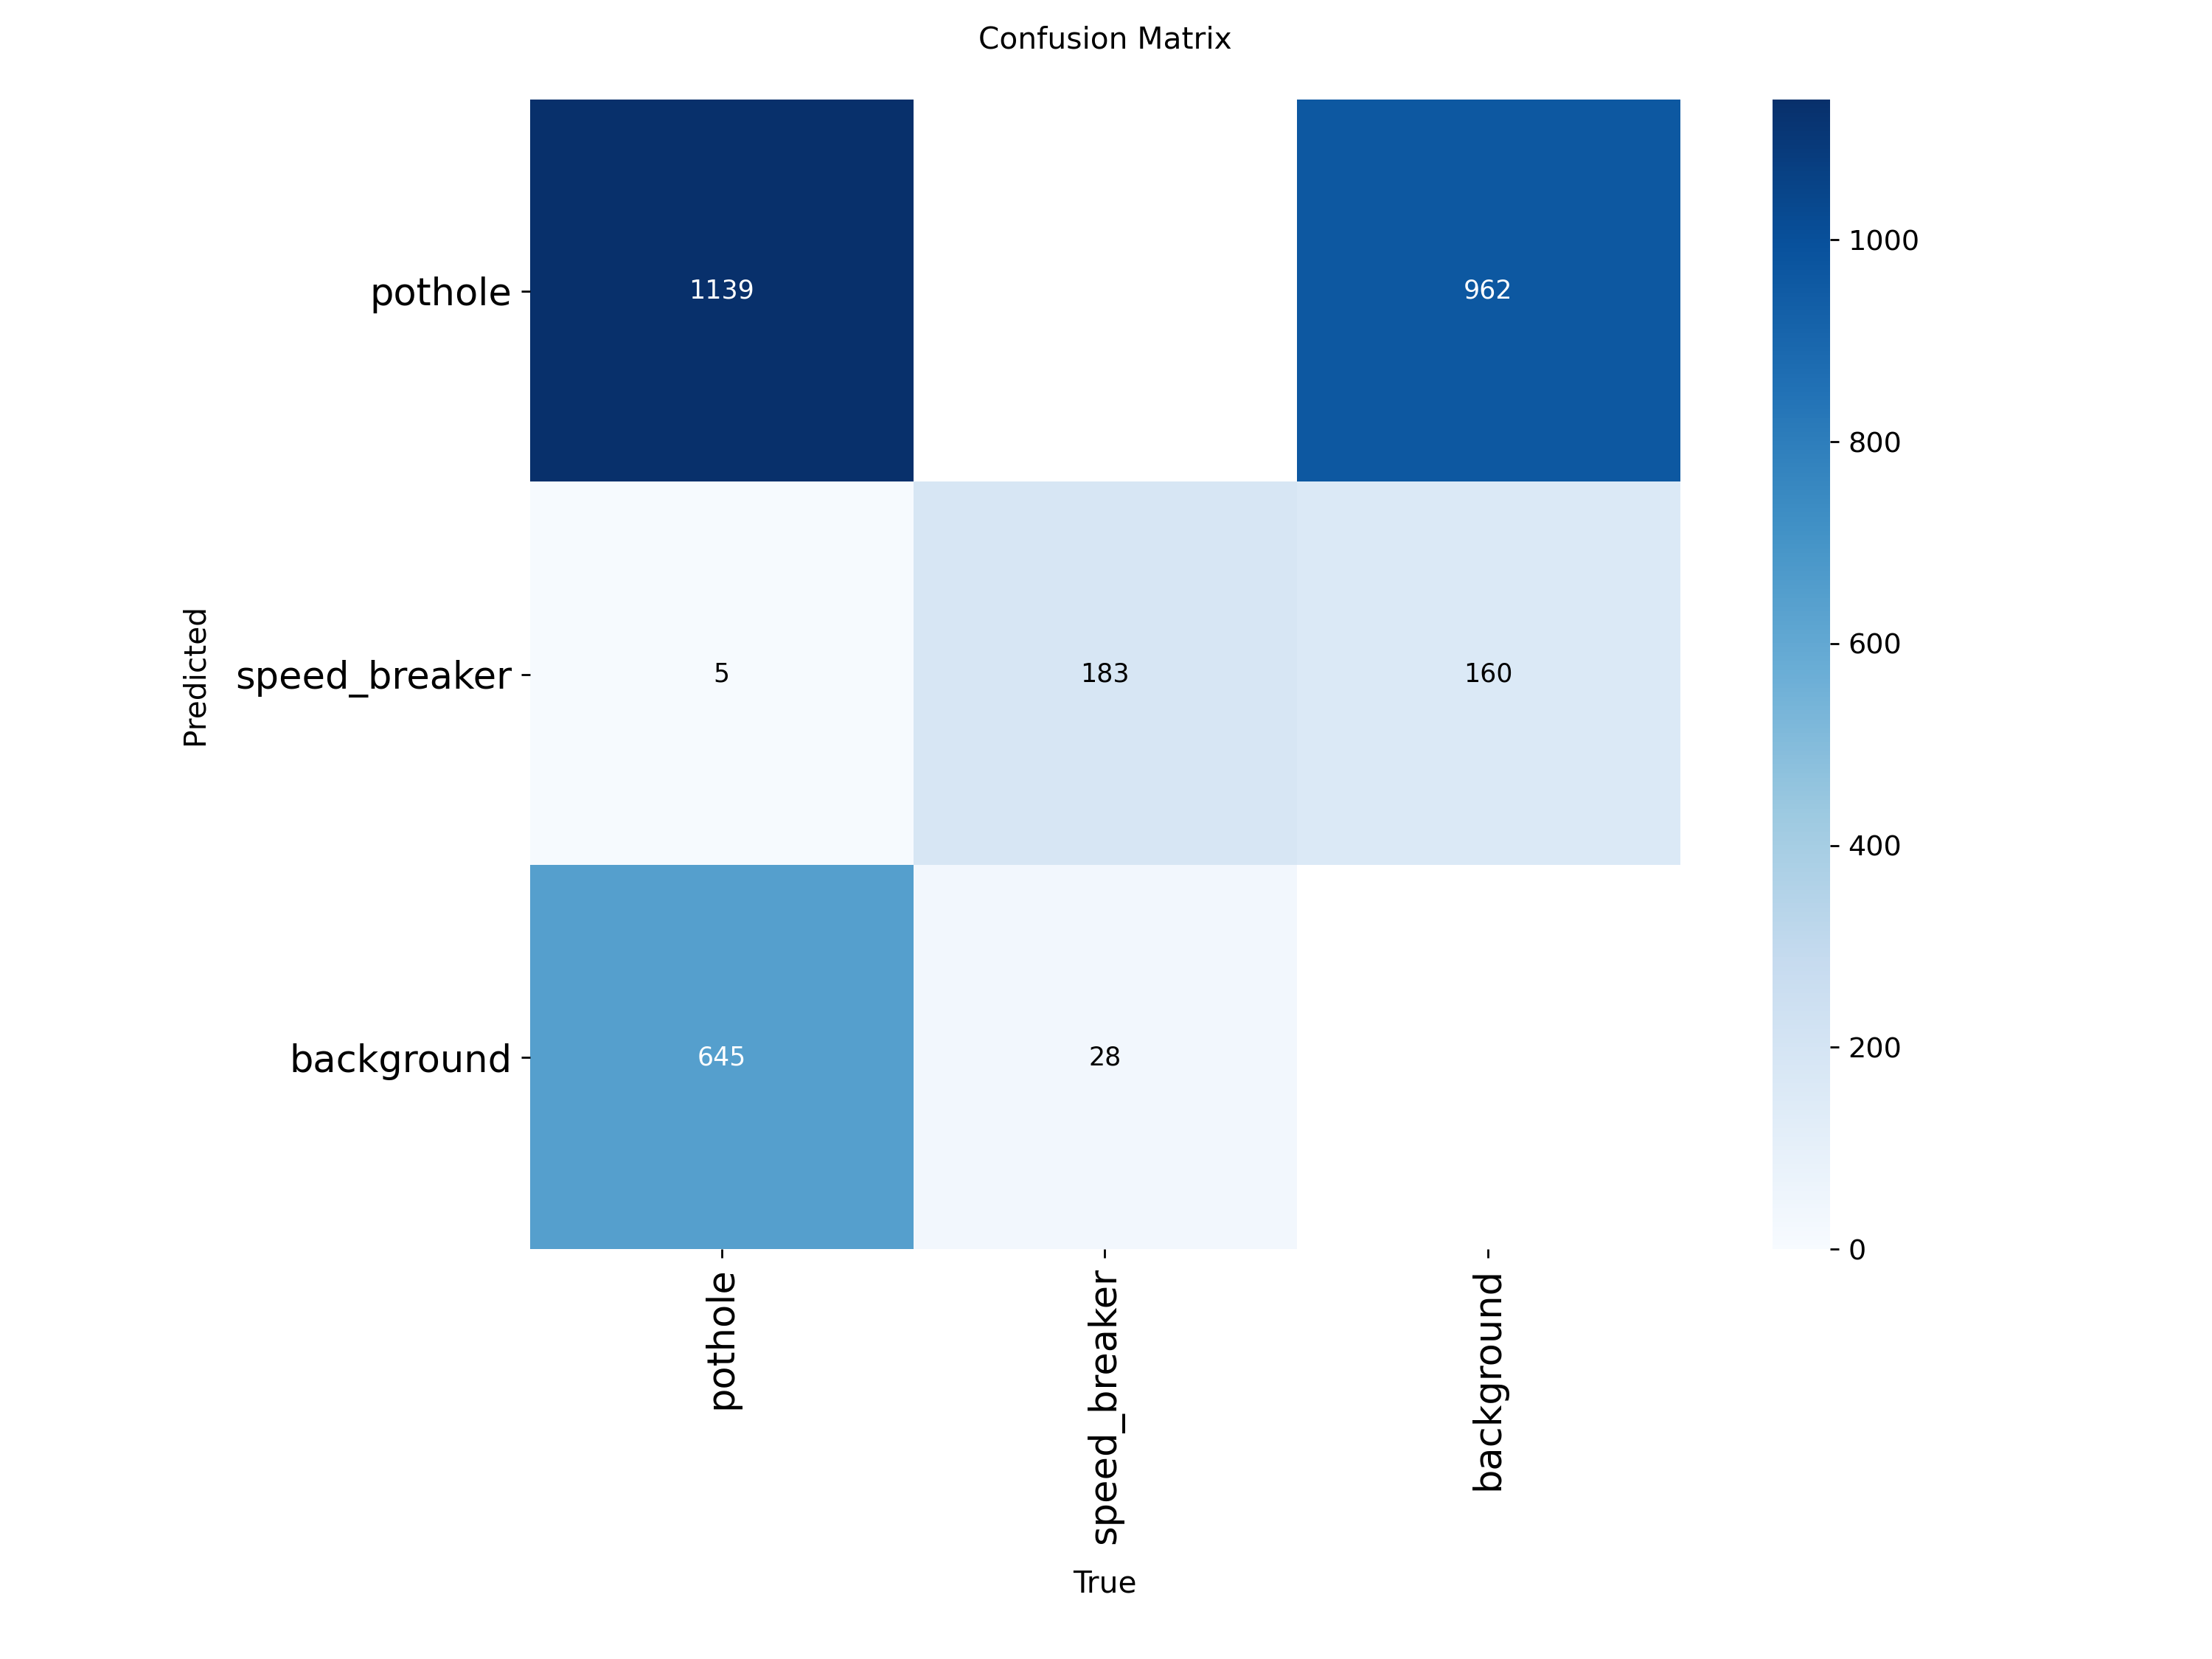 Confusion Matrix
pothole
1139
962
1000
800
Predicted
speed_breaker
5
183
160
600
400
background
645
28
200
0
pothole
speed_breaker
background
True